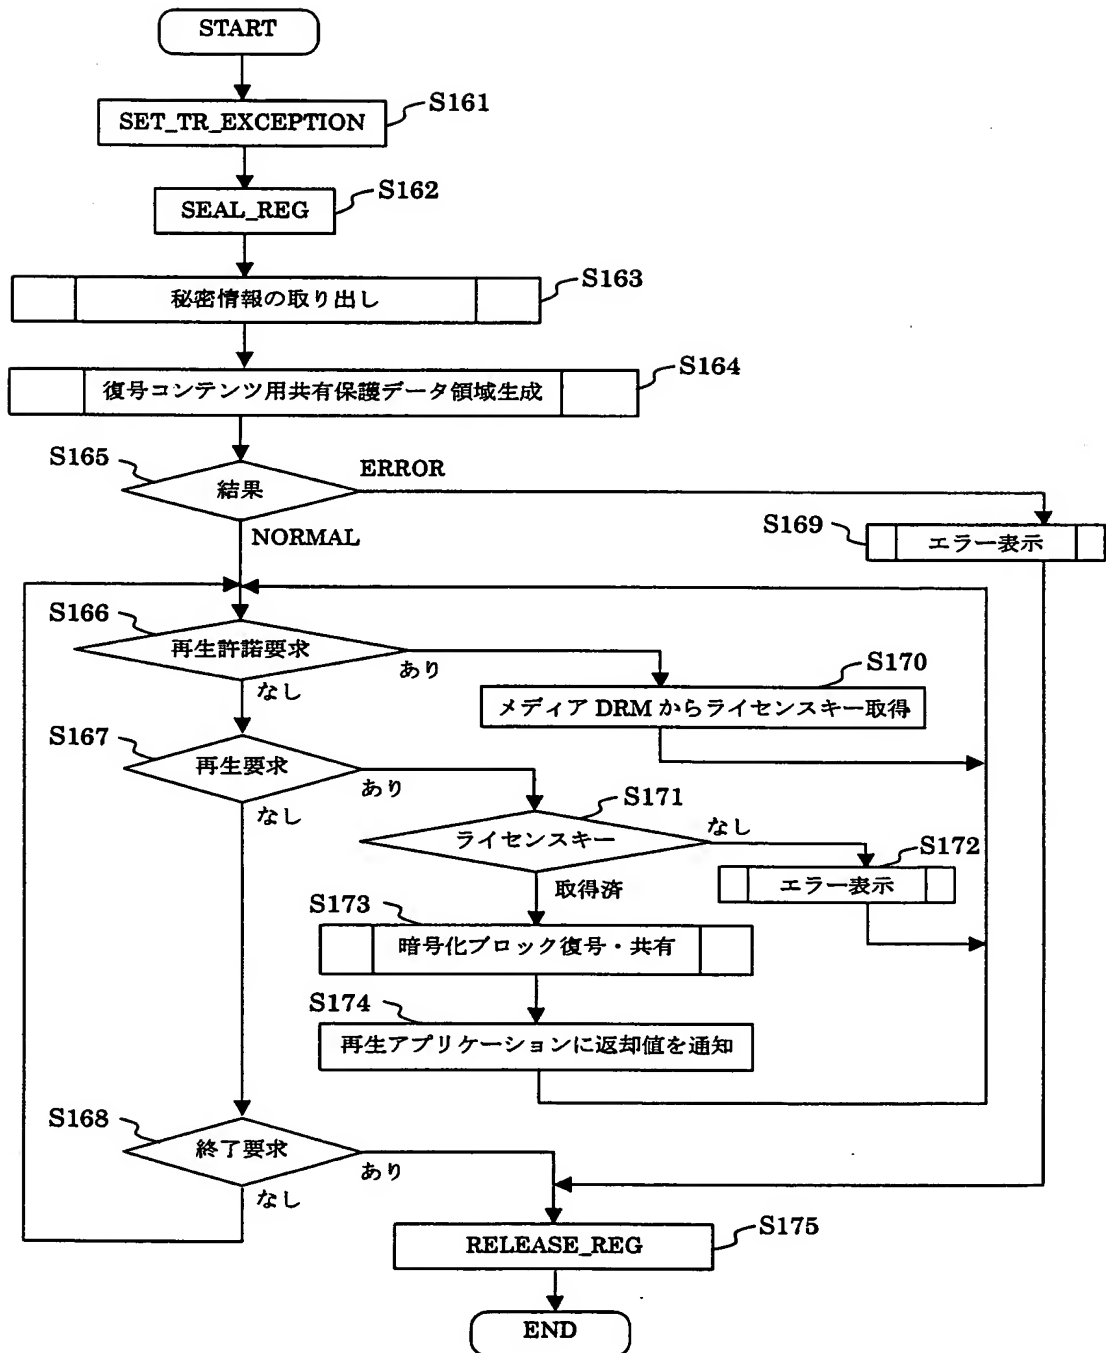 START
S161
SET_TR_EXCEPTION
S162
SEAL_REG
S163
秘密情報の取り出し
S164
復号コンテンツ用共有保護データ領域生成
S165
結果
ERROR
NORMAL
S169
エラー表示
S166
再生許諾要求
あり
なし
S170
メディア DRM からライセンスキー取得
S167
再生要求
あり
なし
S171
ライセンスキー
なし
取得済
S172
エラー表示
S173
暗号化ブロック復号・共有
S174
再生アプリケーションに返却値を通知
S168
終了要求
あり
なし
S175
RELEASE_REG
END